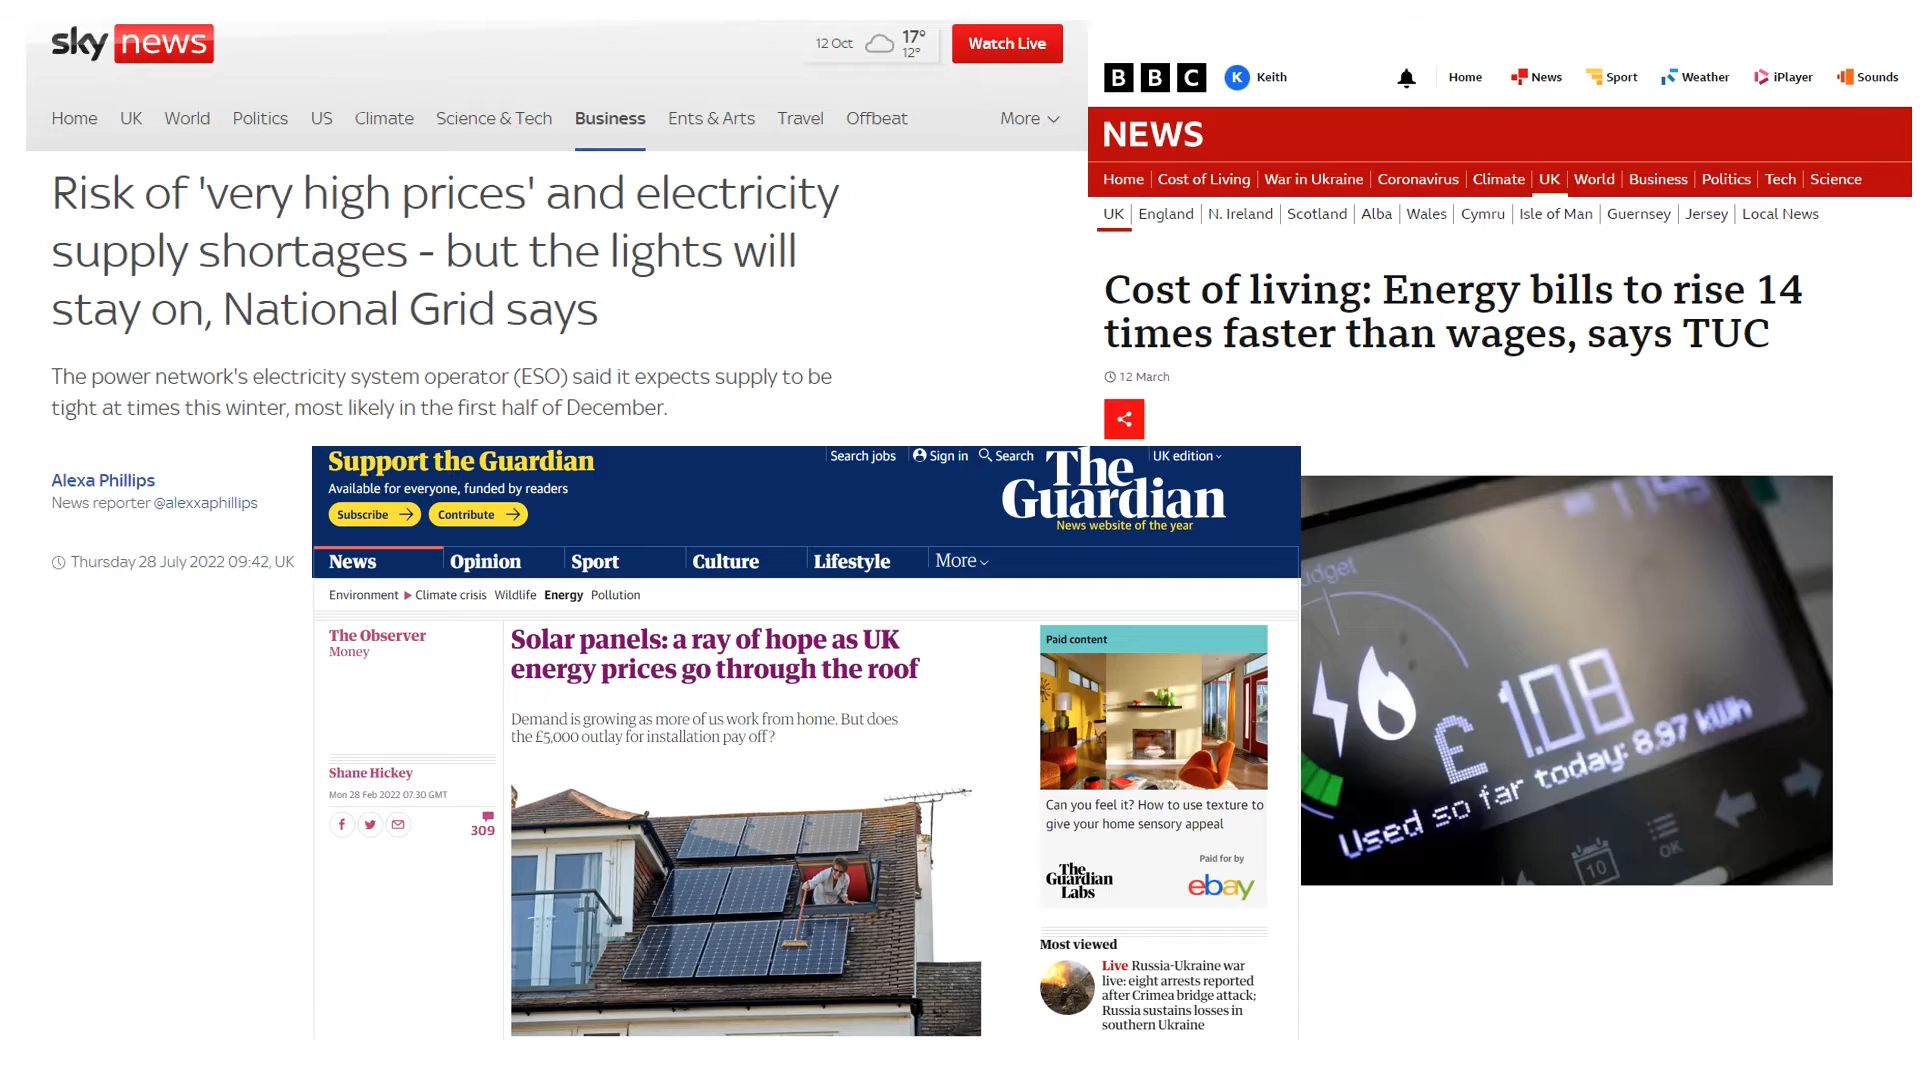 sky news
12 Oct
17°
12°
Watch Live
Home UK World Politics US Climate Science & Tech Business Ents & Arts Travel Offbeat More
Risk of 'very high prices' and electricity
supply shortages - but the lights will
stay on, National Grid says
The power network's electricity system operator (ESO) said it expects supply to be
tight at times this winter, most likely in the first half of December.
Alexa Phillips
News reporter @alexxaphillips
Thursday 28 July 2022 09:42, UK
BBC
K Keith
Home News Sport Weather iPlayer Sounds
NEWS
Home Cost of Living War in Ukraine Coronavirus Climate UK World Business Politics Tech Science
UK England N. Ireland Scotland Alba Wales Cymru Isle of Man Guernsey Jersey Local News
Cost of living: Energy bills to rise 14
times faster than wages, says TUC
12 March
£ 1.08
Used so far today: 8.97 kWh
10
OK
Support the Guardian
Available for everyone, funded by readers
Subscribe Contribute
Search jobs Sign in Search UK edition
The
Guardian
News website of the year
News Opinion Sport Culture Lifestyle More
Environment Climate crisis Wildlife Energy Pollution
The Observer
Money
Solar panels: a ray of hope as UK
energy prices go through the roof
Demand is growing as more of us work from home. But does
the £5,000 outlay for installation pay off?
Shane Hickey
Mon 28 Feb 2022 07.30 GMT
309
Paid content
Can you feel it? How to use texture to
give your home sensory appeal
The
Guardian
Labs
Paid for by
ebay
Most viewed
Live Russia-Ukraine war
live: eight arrests reported
after Crimea bridge attack;
Russia sustains losses in
southern Ukraine